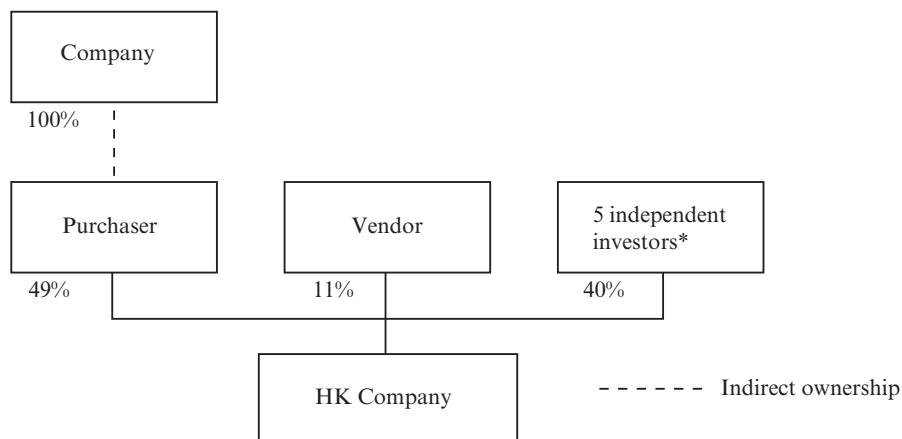 Company
100%
Purchaser
Vendor
5 independent
investors*
49%
11%
40%
HK Company
Indirect ownership